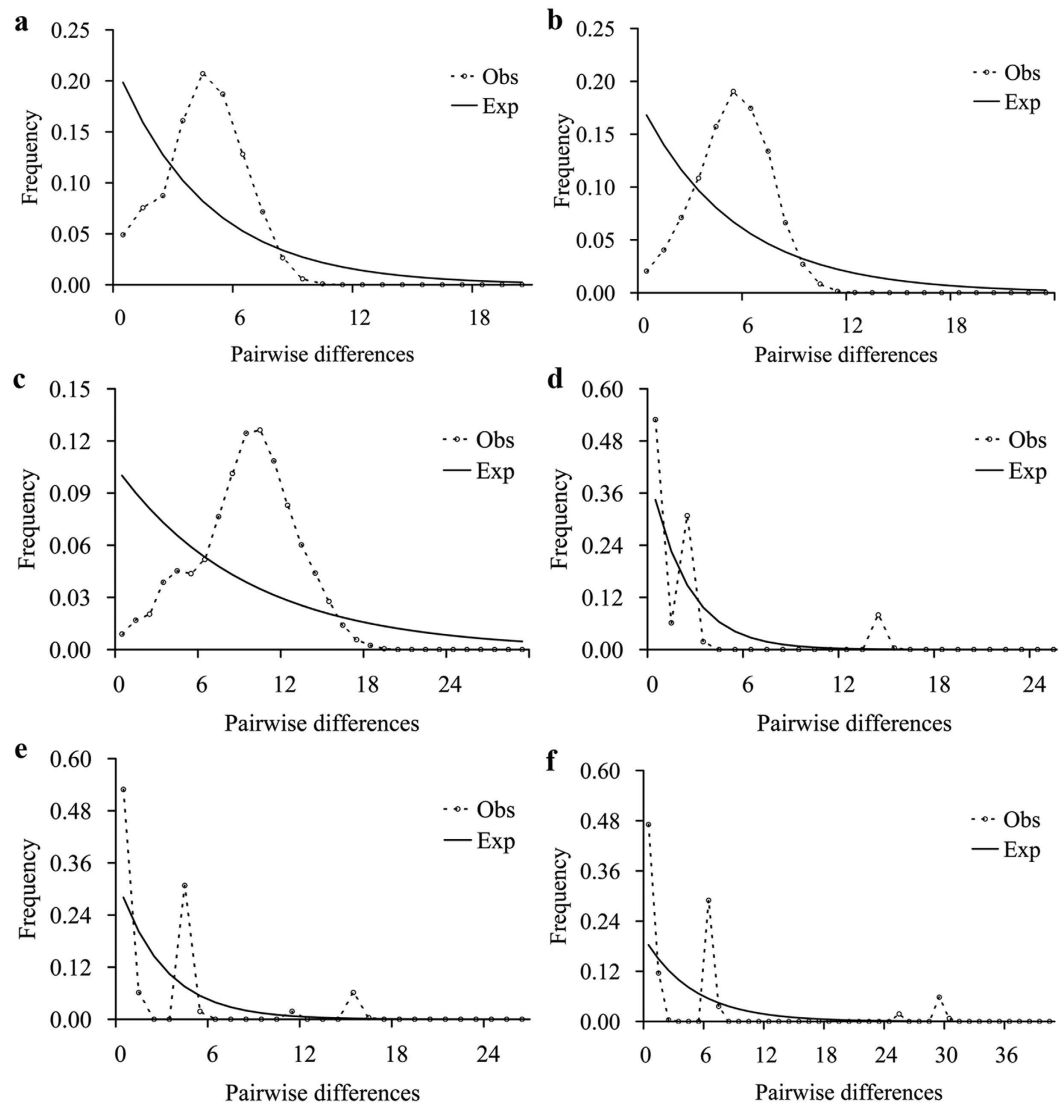 a
0.25
0.20
0.15
0.10
0.05
0.00
Frequency
Obs
Exp
0 6 12 18
Pairwise differences
b
0.25
0.20
0.15
0.10
0.05
0.00
Frequency
Obs
Exp
0 6 12 18
Pairwise differences
c
0.15
0.12
0.09
0.06
0.03
0.00
Frequency
Obs
Exp
0 6 12 18 24
Pairwise differences
d
0.60
0.48
0.36
0.24
0.12
0.00
Frequency
Obs
Exp
0 6 12 18 24
Pairwise differences
e
0.60
0.48
0.36
0.24
0.12
0.00
Frequency
Obs
Exp
0 6 12 18 24
Pairwise differences
f
0.60
0.48
0.36
0.24
0.12
0.00
Frequency
Obs
Exp
0 6 12 18 24 30 36
Pairwise differences